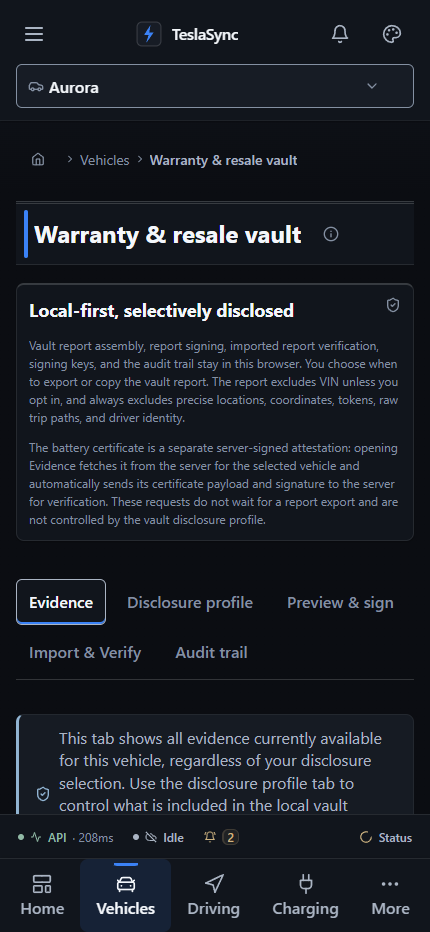 TeslaSync
Aurora
Vehicles
Warranty & resale vault
Warranty & resale vault
Local-first, selectively disclosed
Vault report assembly, report signing, imported report verification,
signing keys, and the audit trail stay in this browser. You choose when
to export or copy the vault report. The report excludes VIN unless you
opt in, and always excludes precise locations, coordinates, tokens, raw
trip paths, and driver identity.
The battery certificate is a separate server-signed attestation: opening
Evidence fetches it from the server for the selected vehicle and
automatically sends its certificate payload and signature to the server
for verification. These requests do not wait for a report export and are
not controlled by the vault disclosure profile.
Evidence
Disclosure profile
Preview & sign
Import & Verify
Audit trail
This tab shows all evidence currently available
for this vehicle, regardless of your disclosure
selection. Use the disclosure profile tab to
control what is included in the local vault
API · 208ms
Idle
2
Status
Home
Vehicles
Driving
Charging
More